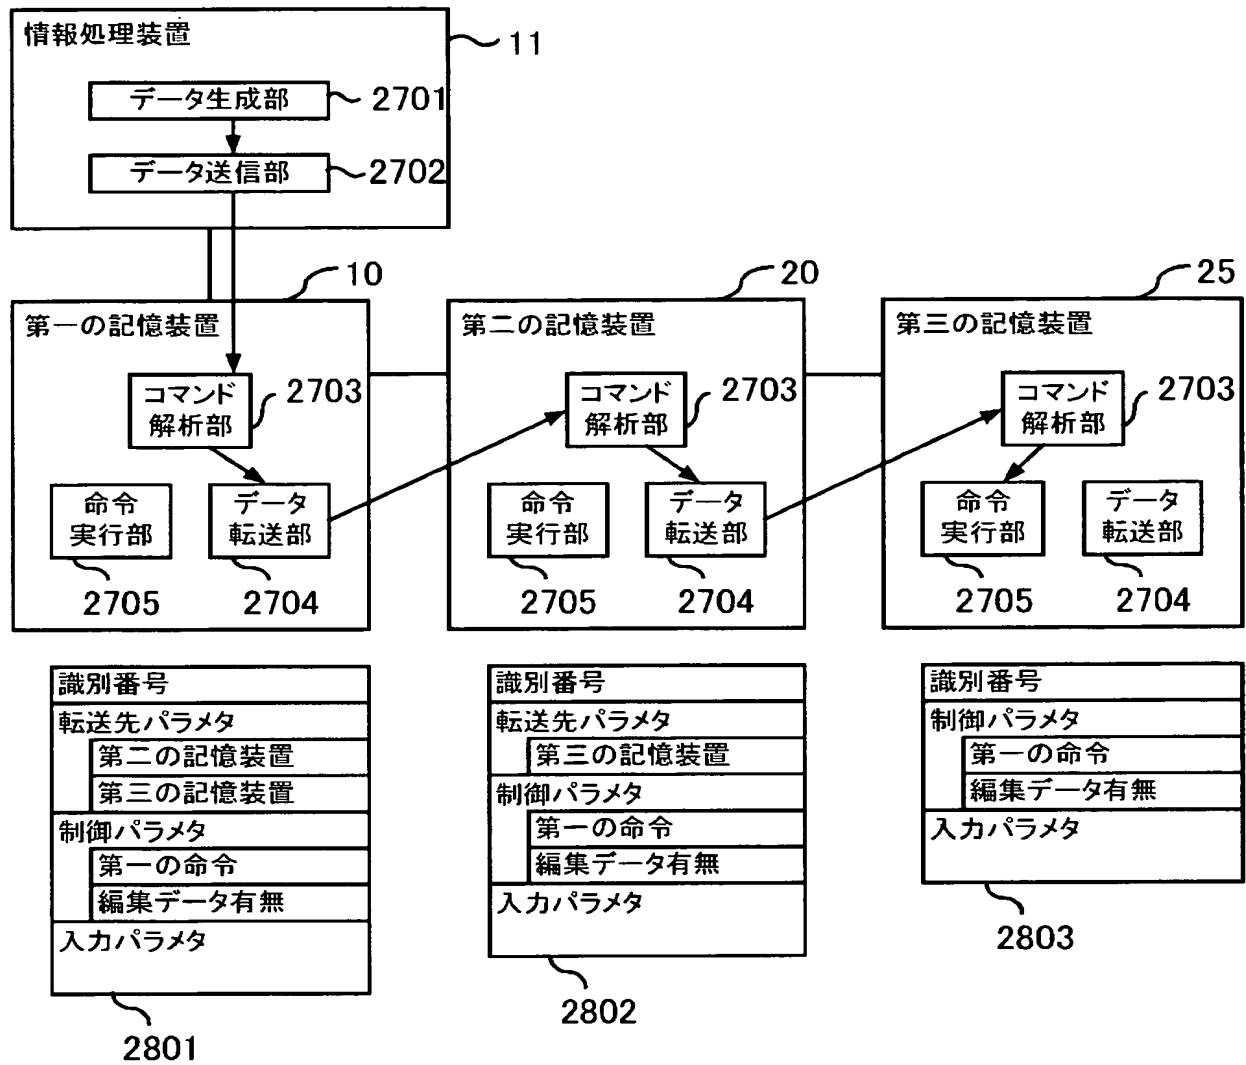 情報処理装置
11
データ生成部
2701
データ送信部
2702
10
20
25
第一の記憶装置
第二の記憶装置
第三の記憶装置
コマンド
解析部
2703
コマンド
解析部
2703
コマンド
解析部
2703
命令
実行部
データ
転送部
命令
実行部
データ
転送部
命令
実行部
データ
転送部
2705
2704
2705
2704
2705
2704
識別番号
転送先パラメタ
第二の記憶装置
第三の記憶装置
制御パラメタ
第一の命令
編集データ有無
入力パラメタ
2801
識別番号
転送先パラメタ
第三の記憶装置
制御パラメタ
第一の命令
編集データ有無
入力パラメタ
2802
識別番号
制御パラメタ
第一の命令
編集データ有無
入力パラメタ
2803